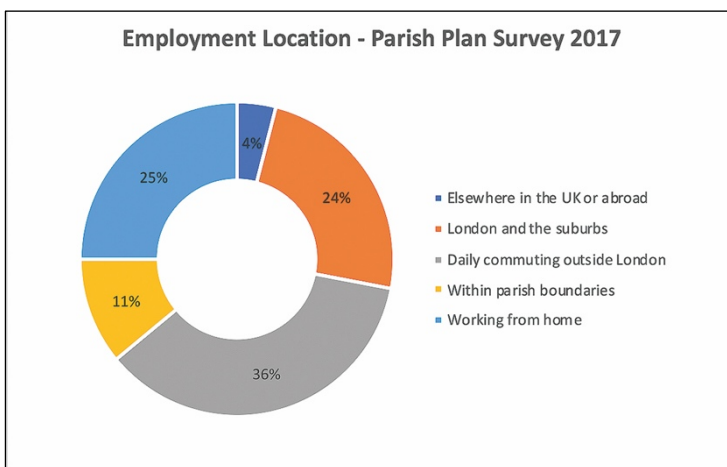 Employment Location - Parish Plan Survey 2017
4%
24%
36%
11%
25%
Elsewhere in the UK or abroad
London and the suburbs
Daily commuting outside London
Within parish boundaries
Working from home